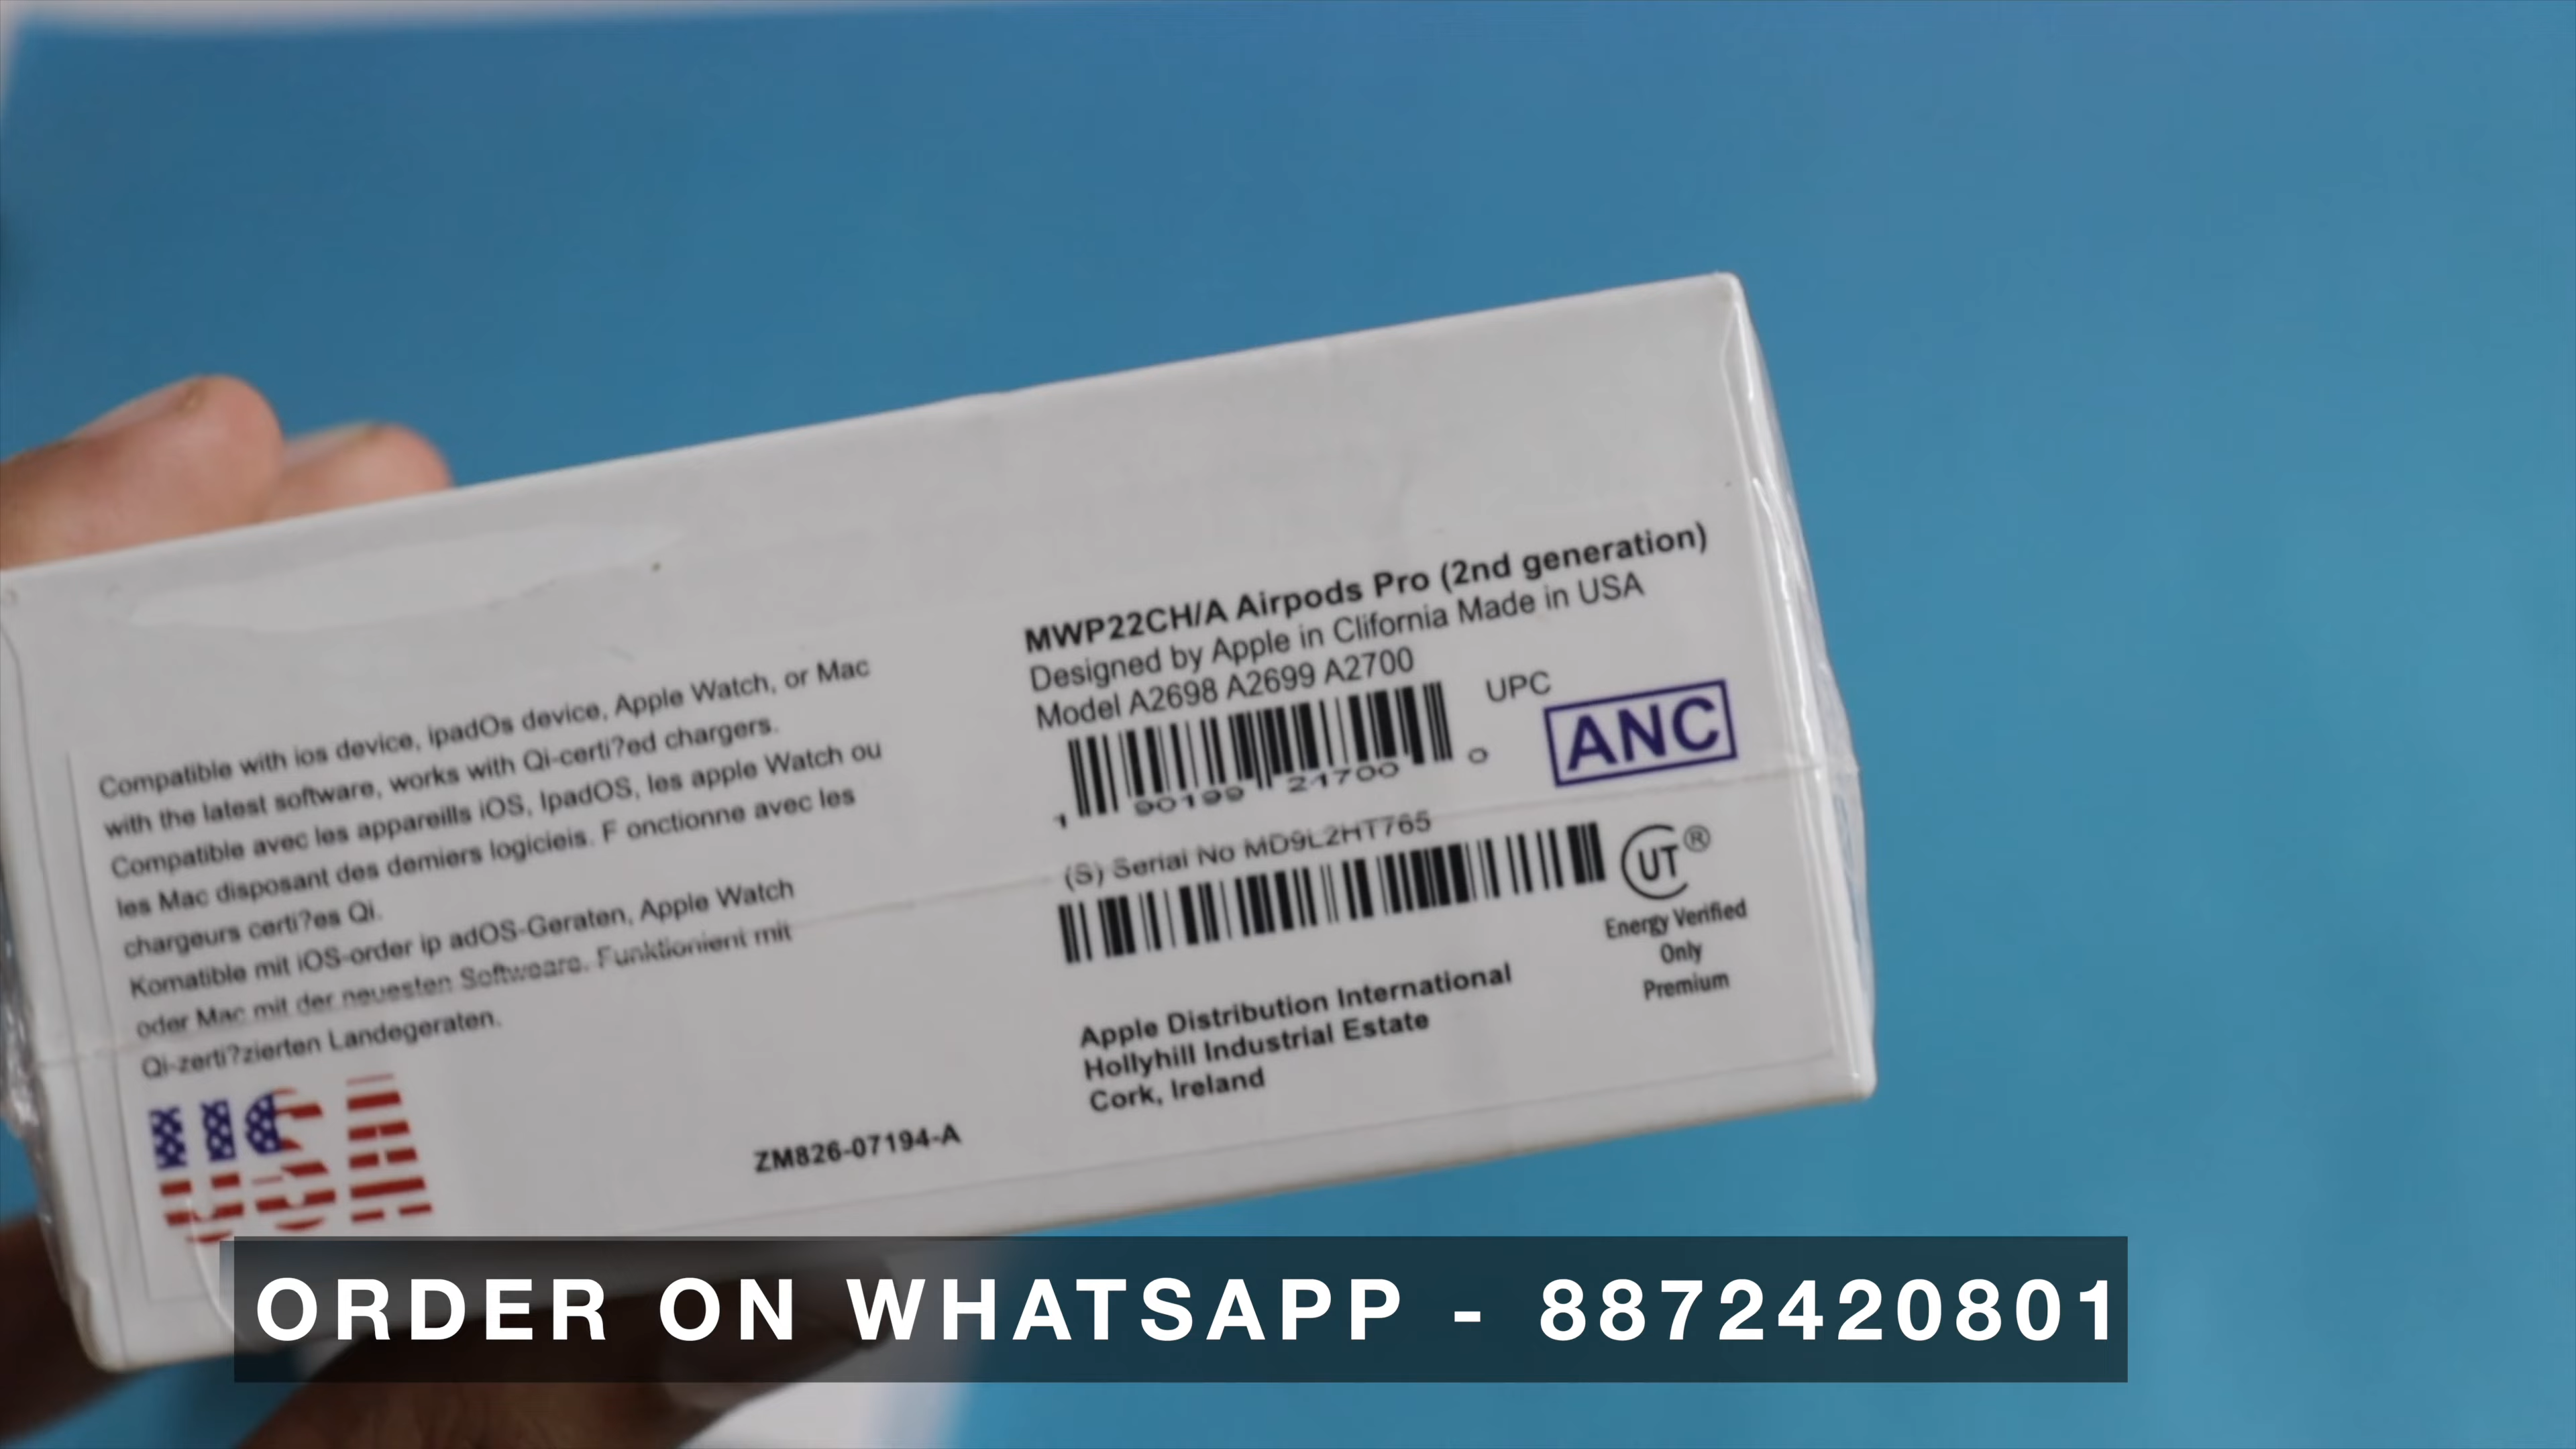 Compatible with ios device, ipadOs device, Apple Watch, or Mac
with the latest software, works with Qi-certi?ed chargers.
Compatible avec les appareills iOS, IpadOS, les apple Watch ou
les Mac disposant des demiers logicieis. F onctionne avec les
chargeurs certi?es Qi.
Komatible mit iOS-order ip adOS-Geraten, Apple Watch
oder Mac mit der neuesten Softweare. Funktionient mit
Qi-zerti?zierten Landegeraten.
USA
ZM826-07194-A
MWP22CH/A Airpods Pro (2nd generation)
Designed by Apple in Clifornia Made in USA
Model A2698 A2699 A2700
UPC
1 90199 21700 0
ANC
(S) Serial No MD9L2HT765
UT®
Energy Verified
Only
Premium
Apple Distribution International
Hollyhill Industrial Estate
Cork, Ireland
ORDER ON WHATSAPP - 8872420801